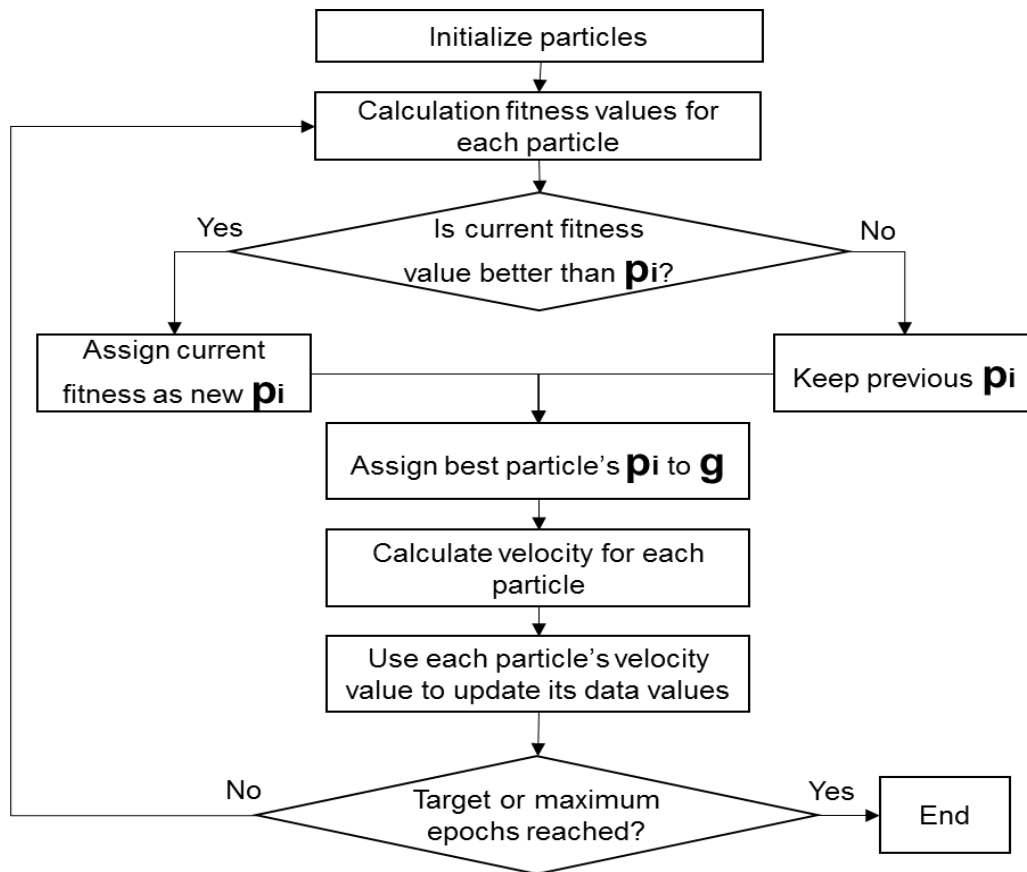 Initialize particles
Calculation fitness values for
each particle
Yes
Is current fitness
value better than pi?
No
Assign current
fitness as new pi
Keep previous pi
Assign best particle’s pi to g
Calculate velocity for each
particle
Use each particle’s velocity
value to update its data values
No
Target or maximum
epochs reached?
Yes
End